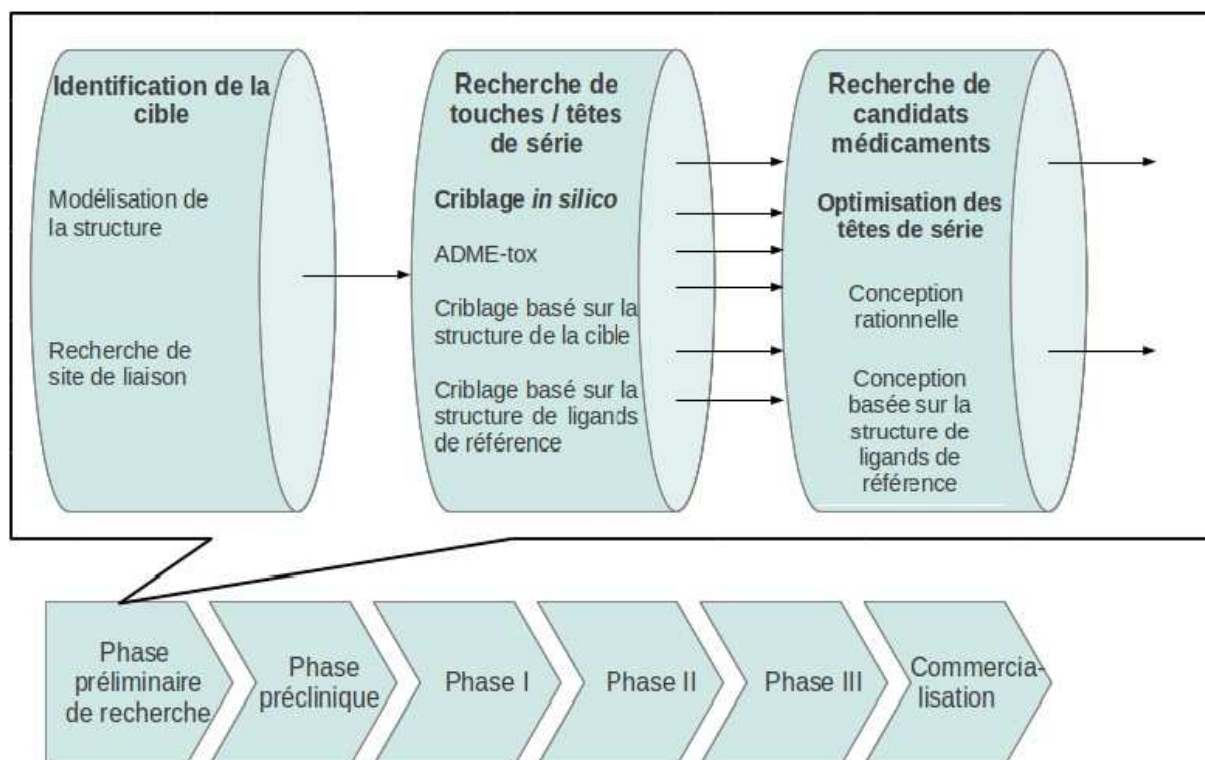 Identification de la
cible
Modélisation de
la structure
Recherche de
site de liaison
Recherche de
touches / têtes
de série
Criblage in silico
ADME-tox
Criblage basé sur la
structure de la cible
Criblage basé sur la
structure de ligands
de référence
Recherche de
candidats
médicaments
Optimisation des
têtes de série
Conception
rationnelle
Conception
basée sur la
structure de
ligands de
référence
Phase
préliminaire
de recherche
Phase
préclinique
Phase I
Phase II
Phase III
Commercia-
lisation